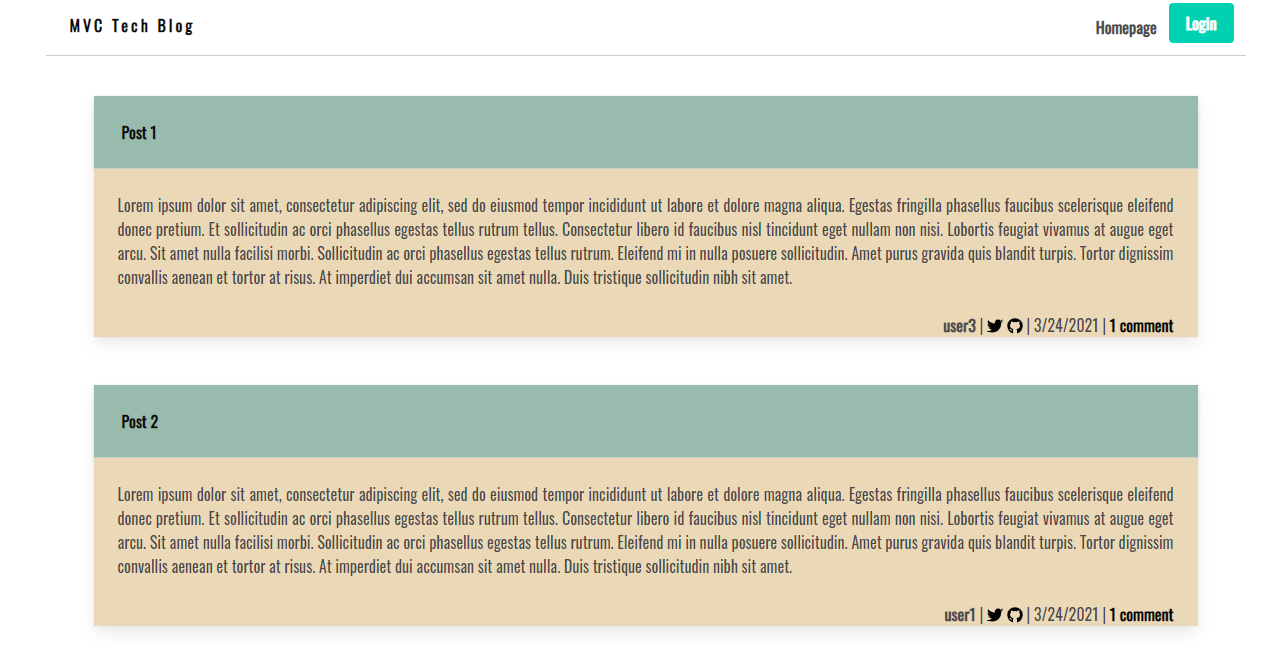 MVC Tech Blog
Homepage
Login
Post 1
Lorem ipsum dolor sit amet, consectetur adipiscing elit, sed do eiusmod tempor incididunt ut labore et dolore magna aliqua. Egestas fringilla phasellus faucibus scelerisque eleifend
donec pretium. Et sollicitudin ac orci phasellus egestas tellus rutrum tellus. Consectetur libero id faucibus nisl tincidunt eget nullam non nisi. Lobortis feugiat vivamus at augue eget
arcu. Sit amet nulla facilisi morbi. Sollicitudin ac orci phasellus egestas tellus rutrum. Eleifend mi in nulla posuere sollicitudin. Amet purus gravida quis blandit turpis. Tortor dignissim
convallis aenean et tortor at risus. At imperdiet dui accumsan sit amet nulla. Duis tristique sollicitudin nibh sit amet.
user3 | | 3/24/2021 | 1 comment
Post 2
Lorem ipsum dolor sit amet, consectetur adipiscing elit, sed do eiusmod tempor incididunt ut labore et dolore magna aliqua. Egestas fringilla phasellus faucibus scelerisque eleifend
donec pretium. Et sollicitudin ac orci phasellus egestas tellus rutrum tellus. Consectetur libero id faucibus nisl tincidunt eget nullam non nisi. Lobortis feugiat vivamus at augue eget
arcu. Sit amet nulla facilisi morbi. Sollicitudin ac orci phasellus egestas tellus rutrum. Eleifend mi in nulla posuere sollicitudin. Amet purus gravida quis blandit turpis. Tortor dignissim
convallis aenean et tortor at risus. At imperdiet dui accumsan sit amet nulla. Duis tristique sollicitudin nibh sit amet.
user1 | | 3/24/2021 | 1 comment